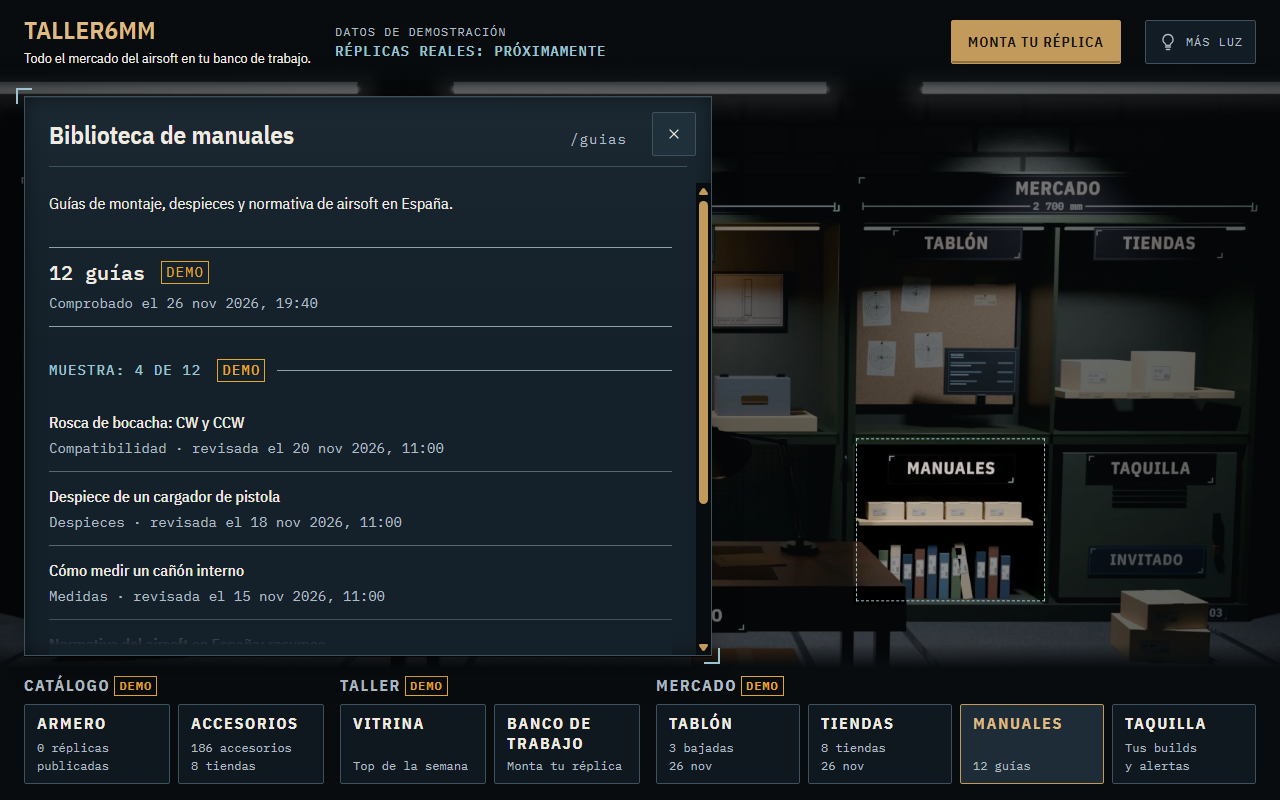 TALLER6MM
Todo el mercado del airsoft en tu banco de trabajo.
DATOS DE DEMOSTRACIÓN
RÉPLICAS REALES: PRÓXIMAMENTE
MONTA TU RÉPLICA
MÁS LUZ
Biblioteca de manuales
/guias
Guías de montaje, despieces y normativa de airsoft en España.
12 guías DEMO
Comprobado el 26 nov 2026, 19:40
MUESTRA: 4 DE 12 DEMO
Rosca de bocacha: CW y CCW
Compatibilidad · revisada el 20 nov 2026, 11:00
Despiece de un cargador de pistola
Despieces · revisada el 18 nov 2026, 11:00
Cómo medir un cañón interno
Medidas · revisada el 15 nov 2026, 11:00
Normativa del airsoft en España: resumen
MERCADO
2 700 mm
TABLÓN
TIENDAS
MANUALES
TAQUILLA
INVITADO
03
O
CATÁLOGO DEMO
ARMERO
0 réplicas
publicadas
ACCESORIOS
186 accesorios
8 tiendas
TALLER DEMO
VITRINA
Top de la semana
BANCO DE
TRABAJO
Monta tu réplica
MERCADO DEMO
TABLÓN
3 bajadas
26 nov
TIENDAS
8 tiendas
26 nov
MANUALES
12 guías
TAQUILLA
Tus builds
y alertas